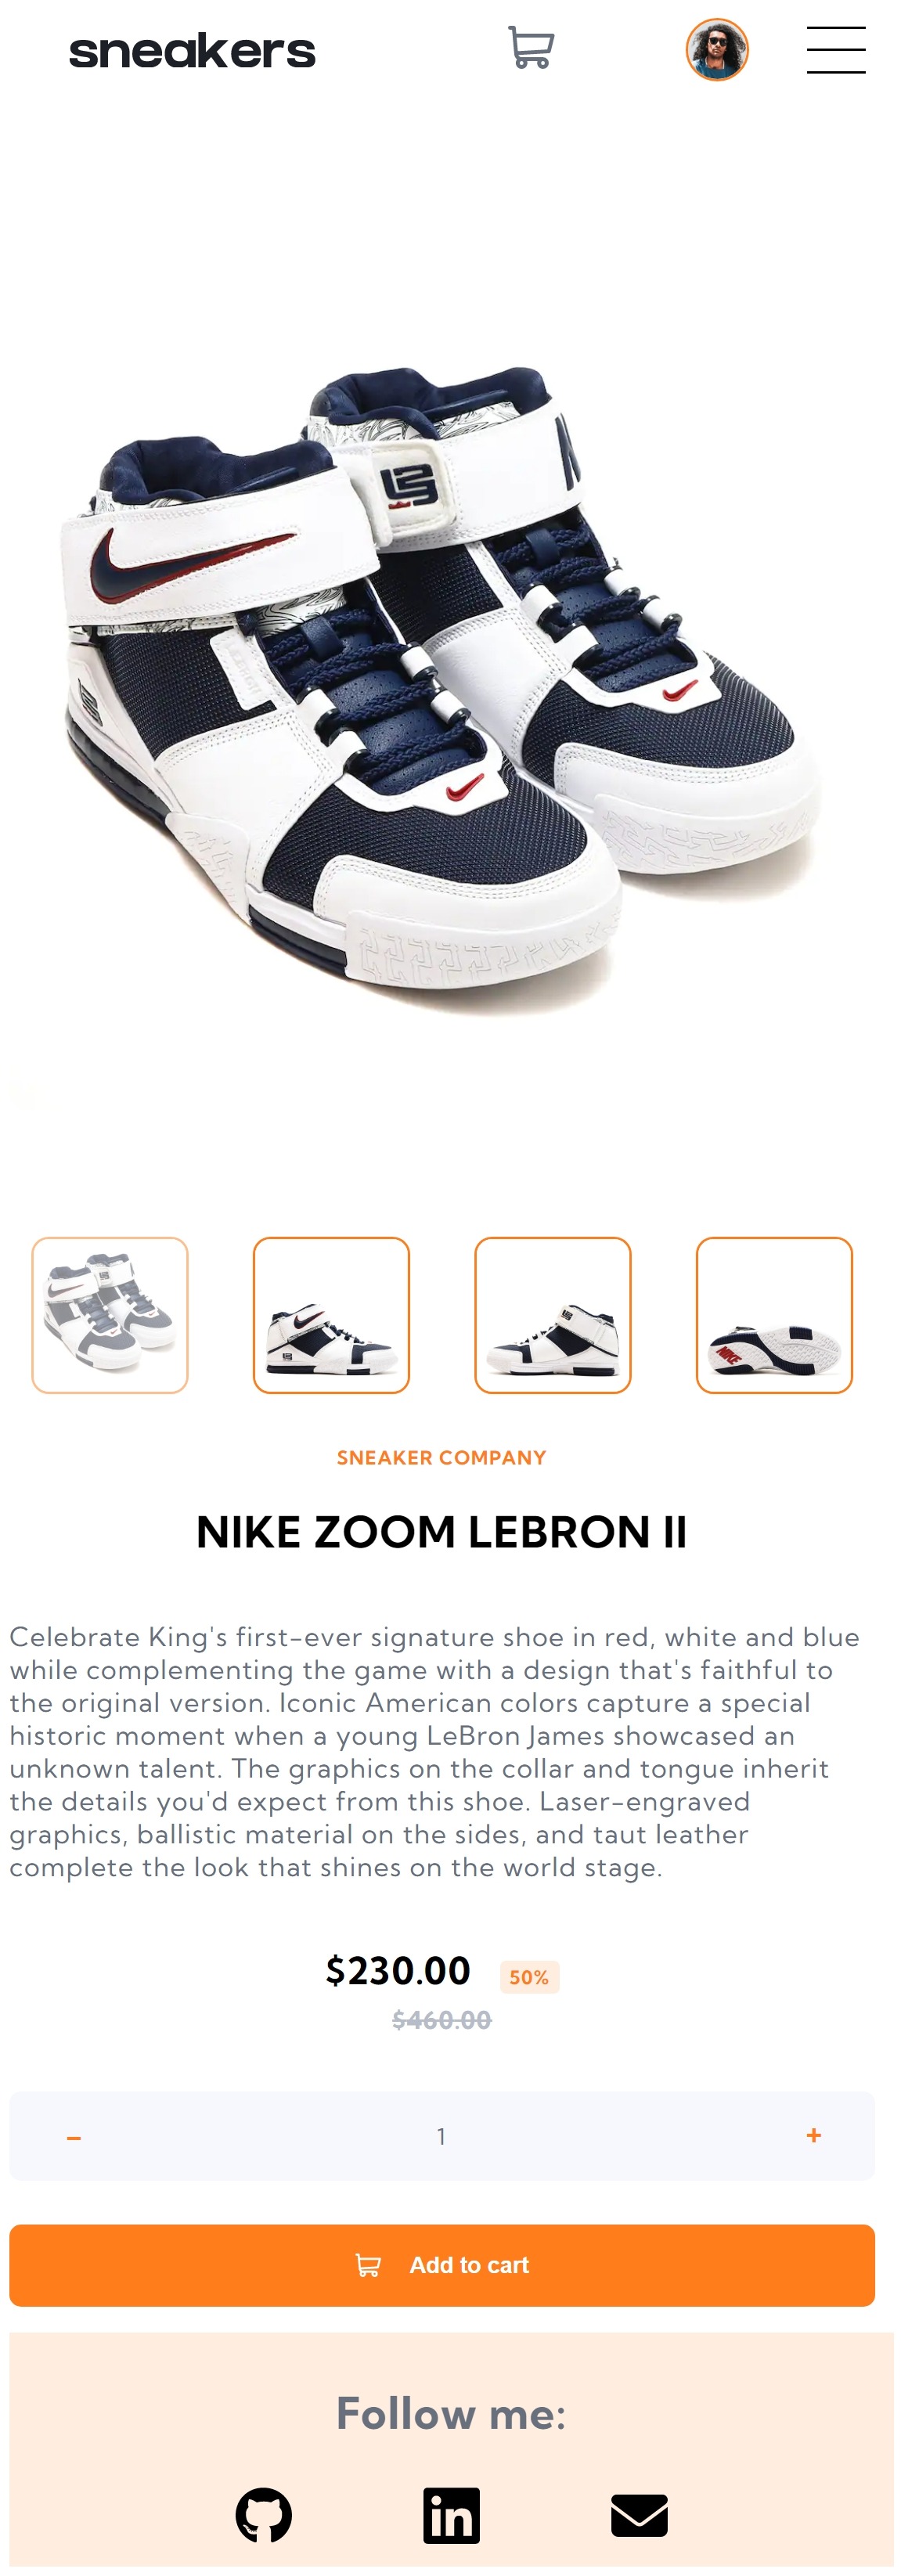 sneakers
NIKE
SNEAKER COMPANY
NIKE ZOOM LEBRON II
Celebrate King's first-ever signature shoe in red, white and blue
while complementing the game with a design that's faithful to
the original version. Iconic American colors capture a special
historic moment when a young LeBron James showcased an
unknown talent. The graphics on the collar and tongue inherit
the details you'd expect from this shoe. Laser-engraved
graphics, ballistic material on the sides, and taut leather
complete the look that shines on the world stage.
$230.00 50%
$460.00
– 1 +
Add to cart
Follow me:
in